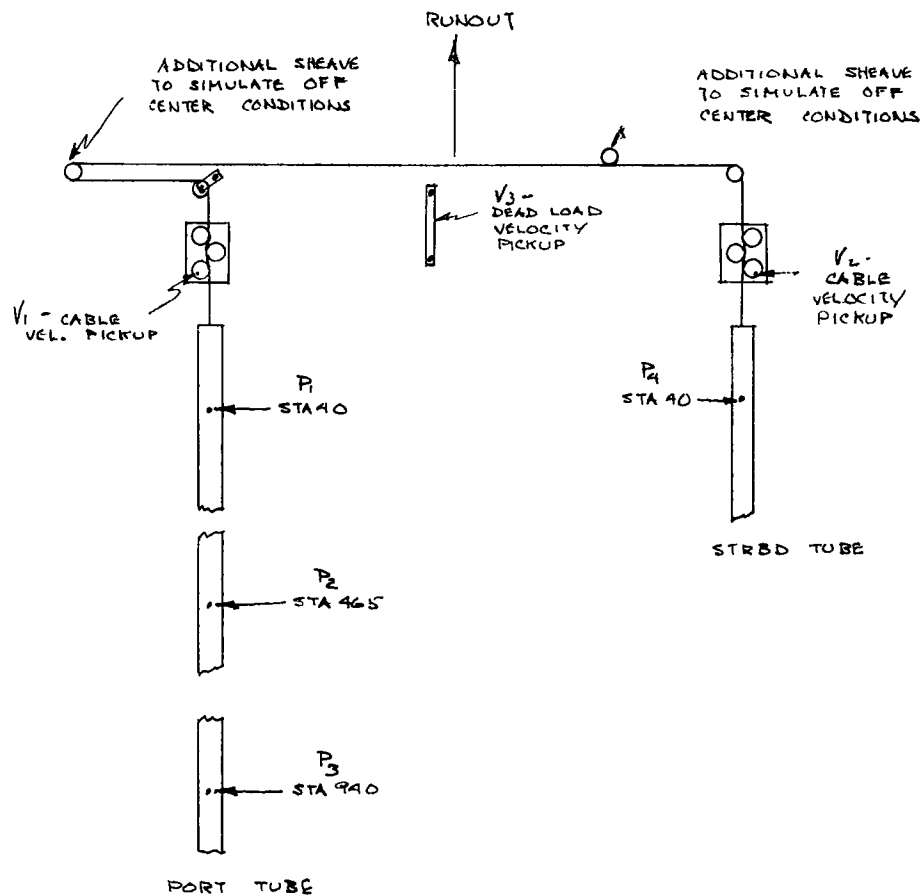 RUNOUT
ADDITIONAL SHEAVE
TO SIMULATE OFF
CENTER CONDITIONS
ADDITIONAL SHEAVE
TO SIMULATE OFF
CENTER CONDITIONS
V3 -
DEAD LOAD
VELOCITY
PICKUP
V1 - CABLE
VEL. PICKUP
V2 -
CABLE
VELOCITY
PICKUP
P1
STA 40
P4
STA 40
STRBD TUBE
P2
STA 465
P3
STA 940
PORT TUBE